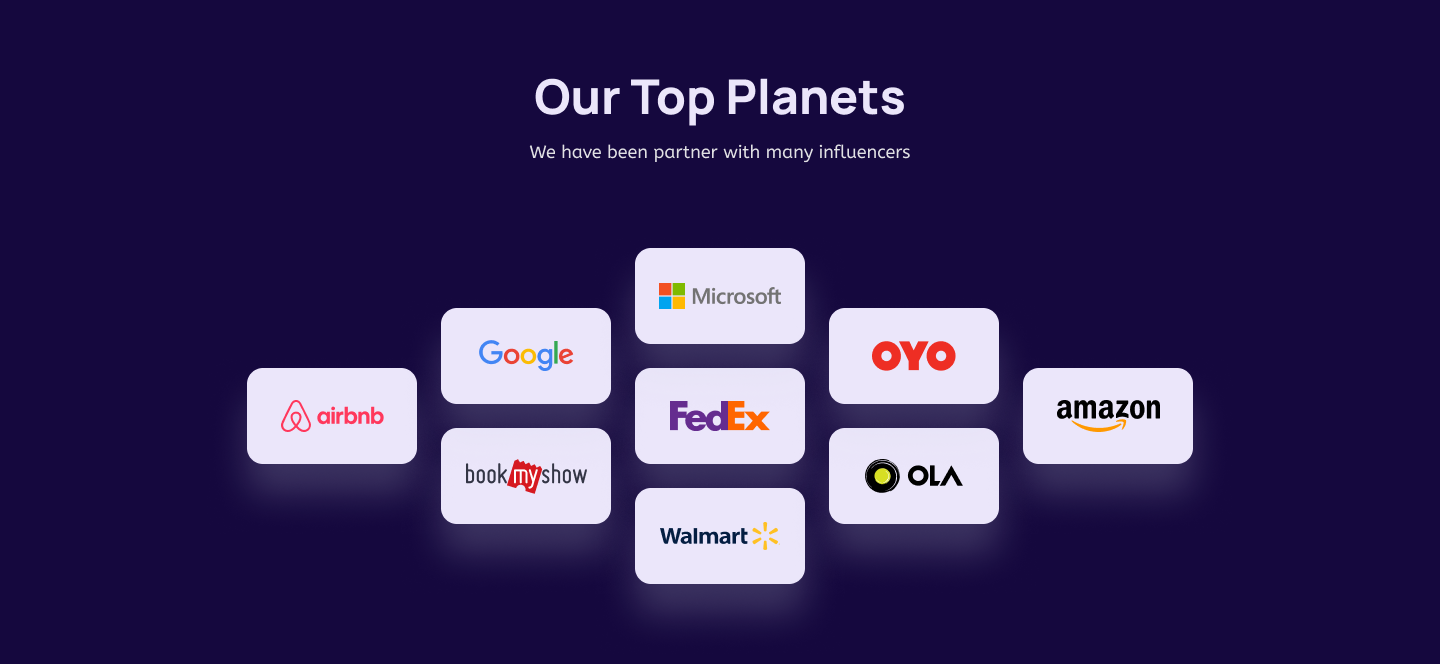 Our Top Planets
We have been partner with many influencers
Microsoft
Google
OYO
airbnb
FedEx
amazon
bookmyshow
OLA
Walmart